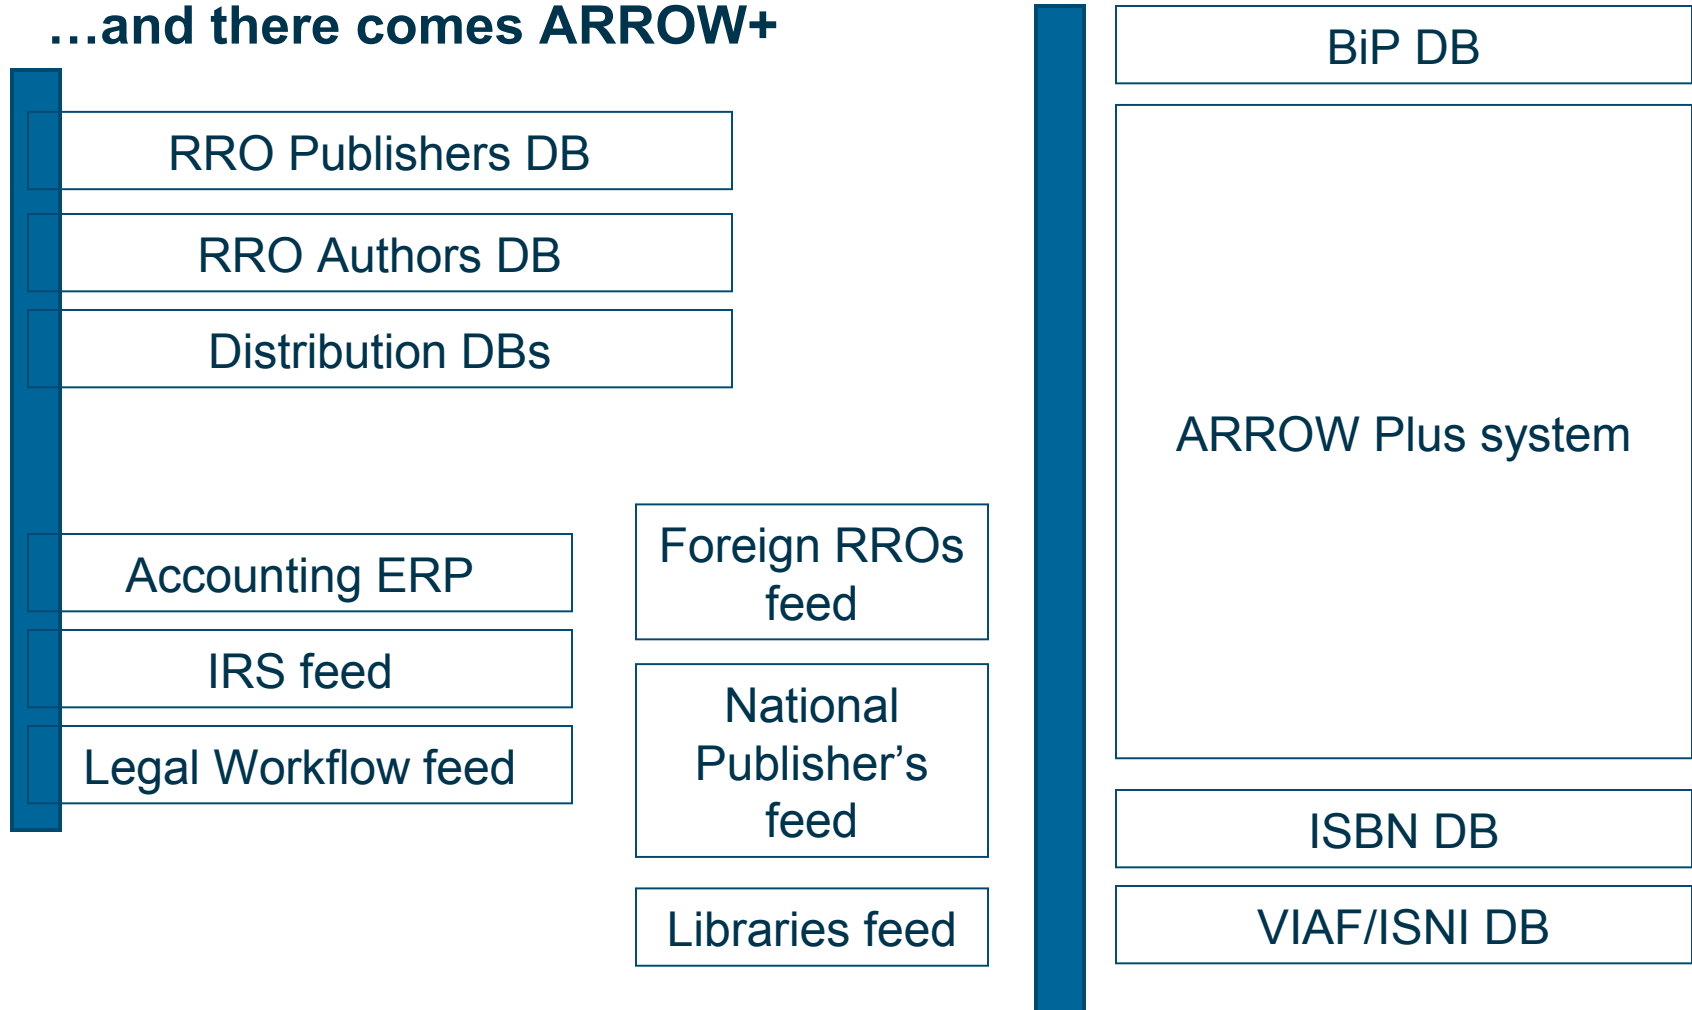 …and there comes ARROW+
RRO Publishers DB
RRO Authors DB
Distribution DBs
Accounting ERP
IRS feed
Legal Workflow feed
Foreign RROs
feed
National
Publisher’s
feed
Libraries feed
BiP DB
ARROW Plus system
ISBN DB
VIAF/ISNI DB